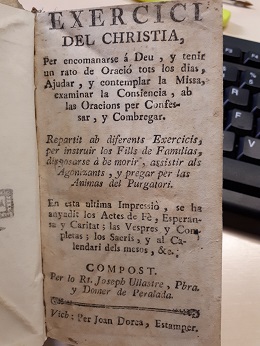 EXERCICI
DEL CHRISTIA,
Per encomanarse á Deu, y tenir
un rato de Oració tots los dias,
Ajudar, y contemplar la Missa,
examinar la Consiencia, ab
las Oracions per Confes-
sar, y Combregar.
Repartit ab diferents Exercicis,
per instruir los Fills de Familias,
disposarse á be morir, assistir als
Agonizants, y pregar per las
Animas del Purgatori.
En esta ultima Impressiò, se ha
anyadit los Actes de Fè, Esperan-
sa y Caritat; las Vespres y Com-
pletas; los Sacris, y al Ca-
lendari dels mesos, &c.
COMPOST.
Per lo Rt. Joseph Ullastre, Pbra.
y Domer de Peralada.
Vich: Per Joan Dorca, Estamper.